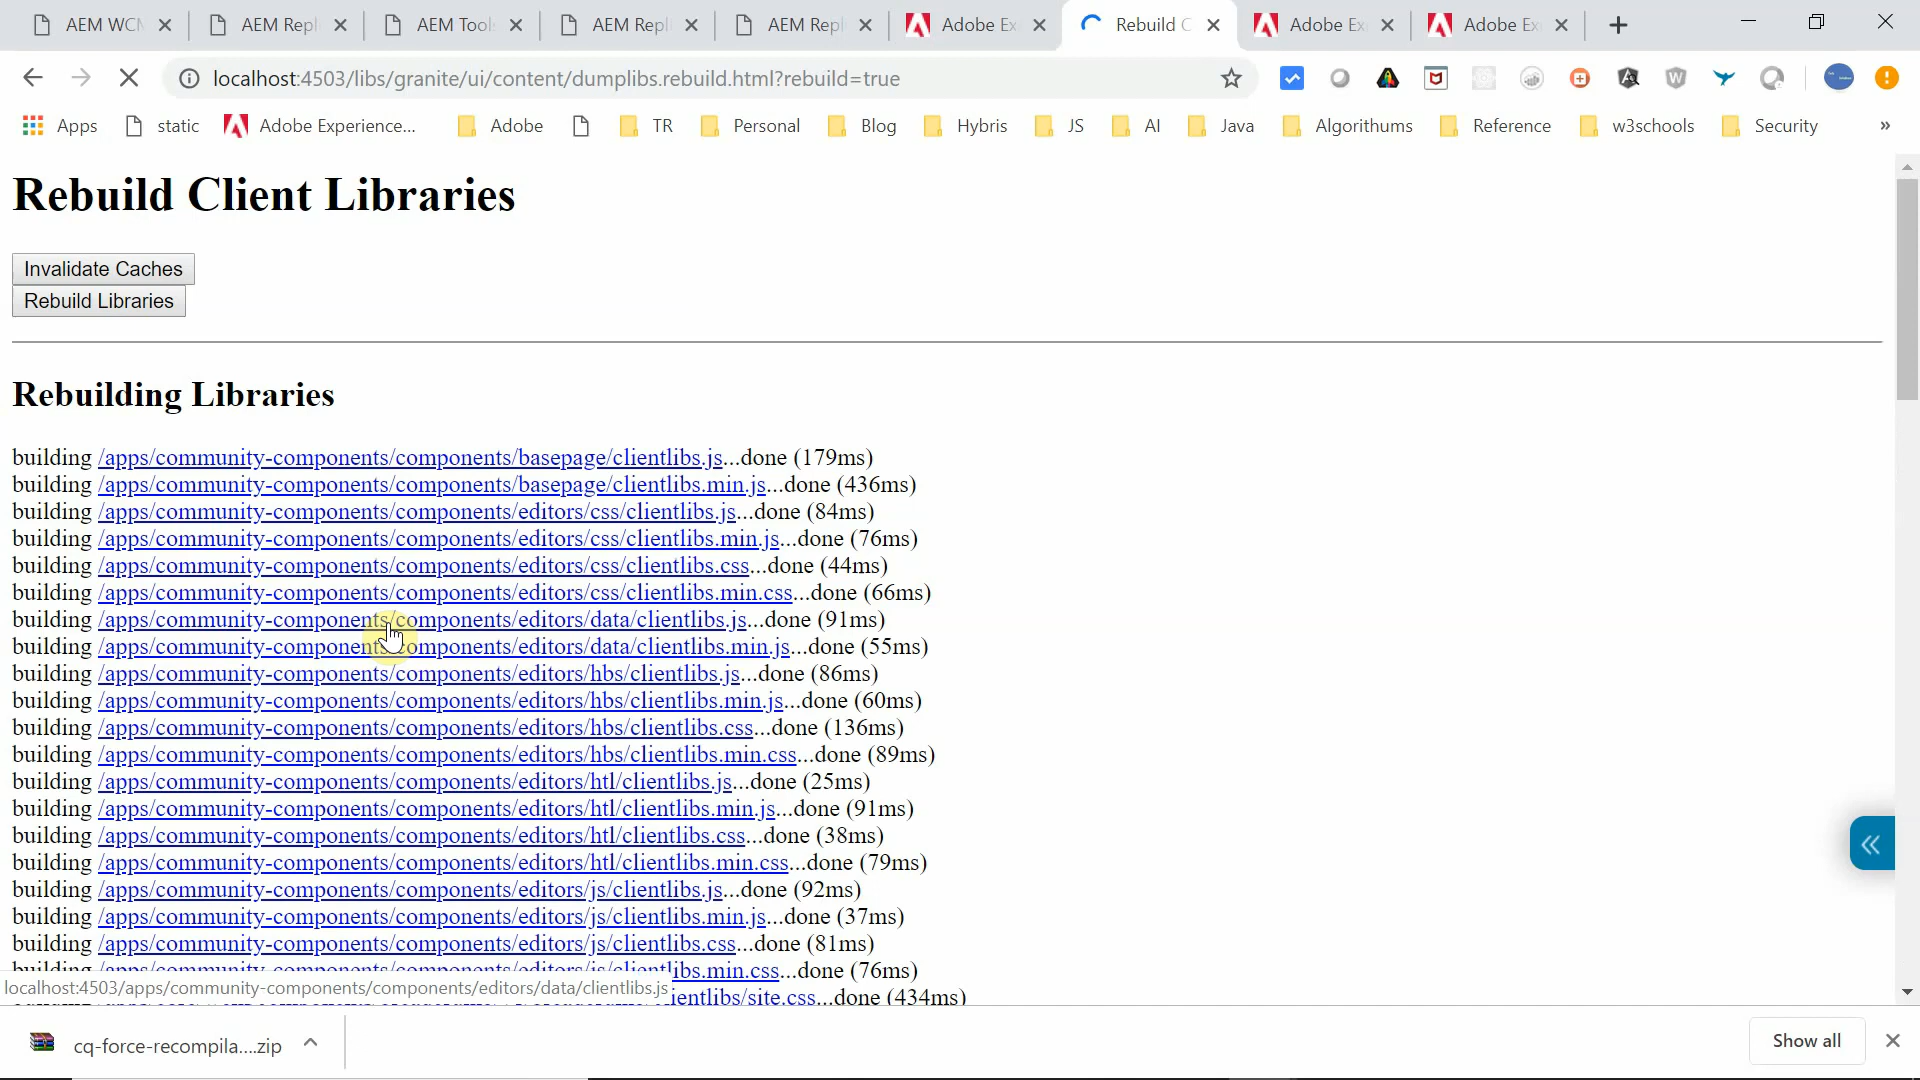 AEM WCM
AEM Repli
AEM Tools
AEM Repli
AEM Repli
Adobe Ex
Rebuild C
Adobe Ex
Adobe Ex
localhost:4503/libs/granite/ui/content/dumplibs.rebuild.html?rebuild=true
Apps
static
Adobe Experience...
Adobe
TR
Personal
Blog
Hybris
JS
AI
Java
Algorithums
Reference
w3schools
Security
»
Rebuild Client Libraries
Invalidate Caches
Rebuild Libraries
Rebuilding Libraries
building /apps/community-components/components/basepage/clientlibs.js...done (179ms)
building /apps/community-components/components/basepage/clientlibs.min.js...done (436ms)
building /apps/community-components/components/editors/css/clientlibs.js...done (84ms)
building /apps/community-components/components/editors/css/clientlibs.min.js...done (76ms)
building /apps/community-components/components/editors/css/clientlibs.css...done (44ms)
building /apps/community-components/components/editors/css/clientlibs.min.css...done (66ms)
building /apps/community-components/components/editors/data/clientlibs.js...done (91ms)
building /apps/community-components/components/editors/data/clientlibs.min.js...done (55ms)
building /apps/community-components/components/editors/hbs/clientlibs.js...done (86ms)
building /apps/community-components/components/editors/hbs/clientlibs.min.js...done (60ms)
building /apps/community-components/components/editors/hbs/clientlibs.css...done (136ms)
building /apps/community-components/components/editors/hbs/clientlibs.min.css...done (89ms)
building /apps/community-components/components/editors/htl/clientlibs.js...done (25ms)
building /apps/community-components/components/editors/htl/clientlibs.min.js...done (91ms)
building /apps/community-components/components/editors/htl/clientlibs.css...done (38ms)
building /apps/community-components/components/editors/htl/clientlibs.min.css...done (79ms)
building /apps/community-components/components/editors/js/clientlibs.js...done (92ms)
building /apps/community-components/components/editors/js/clientlibs.min.js...done (37ms)
building /apps/community-components/components/editors/js/clientlibs.css...done (81ms)
building /apps/community-components/components/editors/js/clientlibs.min.css...done (76ms)
localhost:4503/apps/community-components/components/editors/data/clientlibs.js
ientlibs/site.css...done (434ms)
cq-force-recompila....zip
Show all